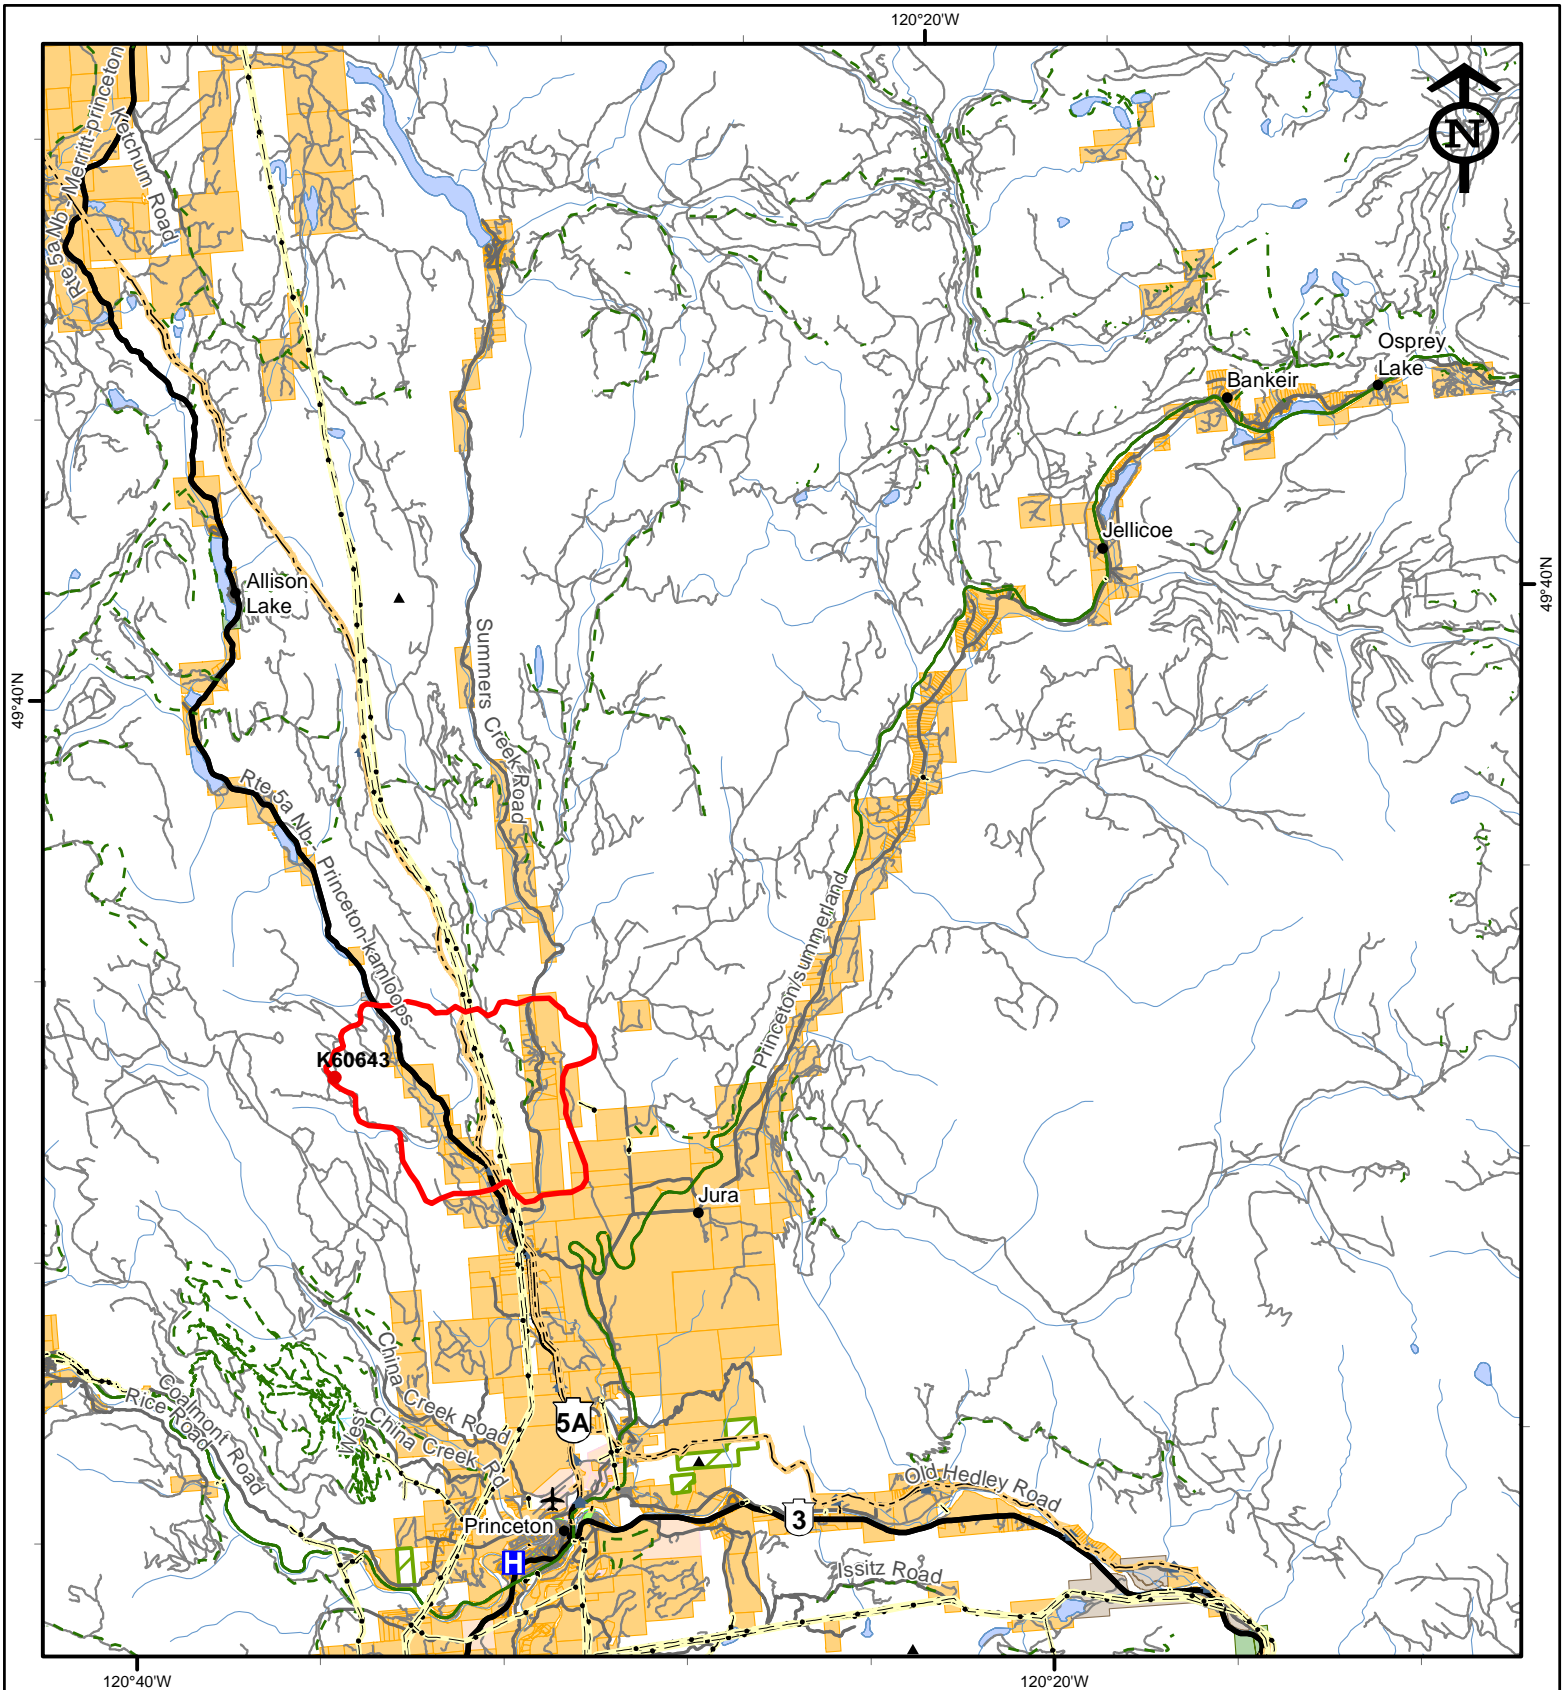 120°20'W
N
Rte 5a Nb - Merritt-princeton
Ketchum Road
Osprey
Lake
Bankeir
Jellicoe
Allison
Lake
49°40'N
49°40'N
Summers Creek Road
Rte 5a Nb - Princeton-kamloops
Princeton/summerland
K60643
Jura
China Creek Road
West China Creek Rd
Coalmont Road
Rice Road
5A
Old Hedley Road
3
Princeton
H
Issitz Road
120°40'W
120°20'W